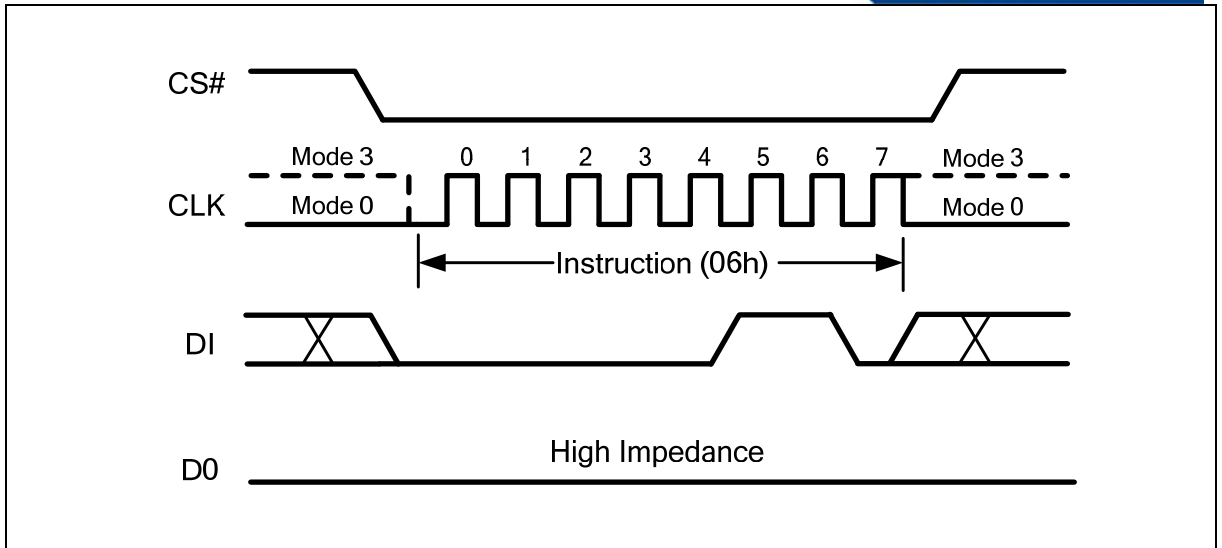 CS#
Mode 3 0 1 2 3 4 5 6 7 Mode 3
CLK Mode 0 Mode 0
Instruction (06h)
DI
High Impedance
D0